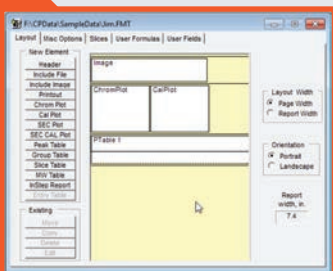 F:\CPData\SampleData\Jim.FMT
Layout Misc Options Slices User Formulas User Fields
New Element
Header
Include File
Include Image
Printout
Chrom Plot
Cal Plot
SEC Plot
SEC CAL Plot
Peak Table
Group Table
Slice Table
MW Table
InStep Report
Entry Table
Existing
Move
Copy
Delete
Edit
Image
ChromPlot CalPlot
PTable 1
Layout Width
Page Width
Report Width
Orientation
Portrait
Landscape
Report
width, in.
7.4